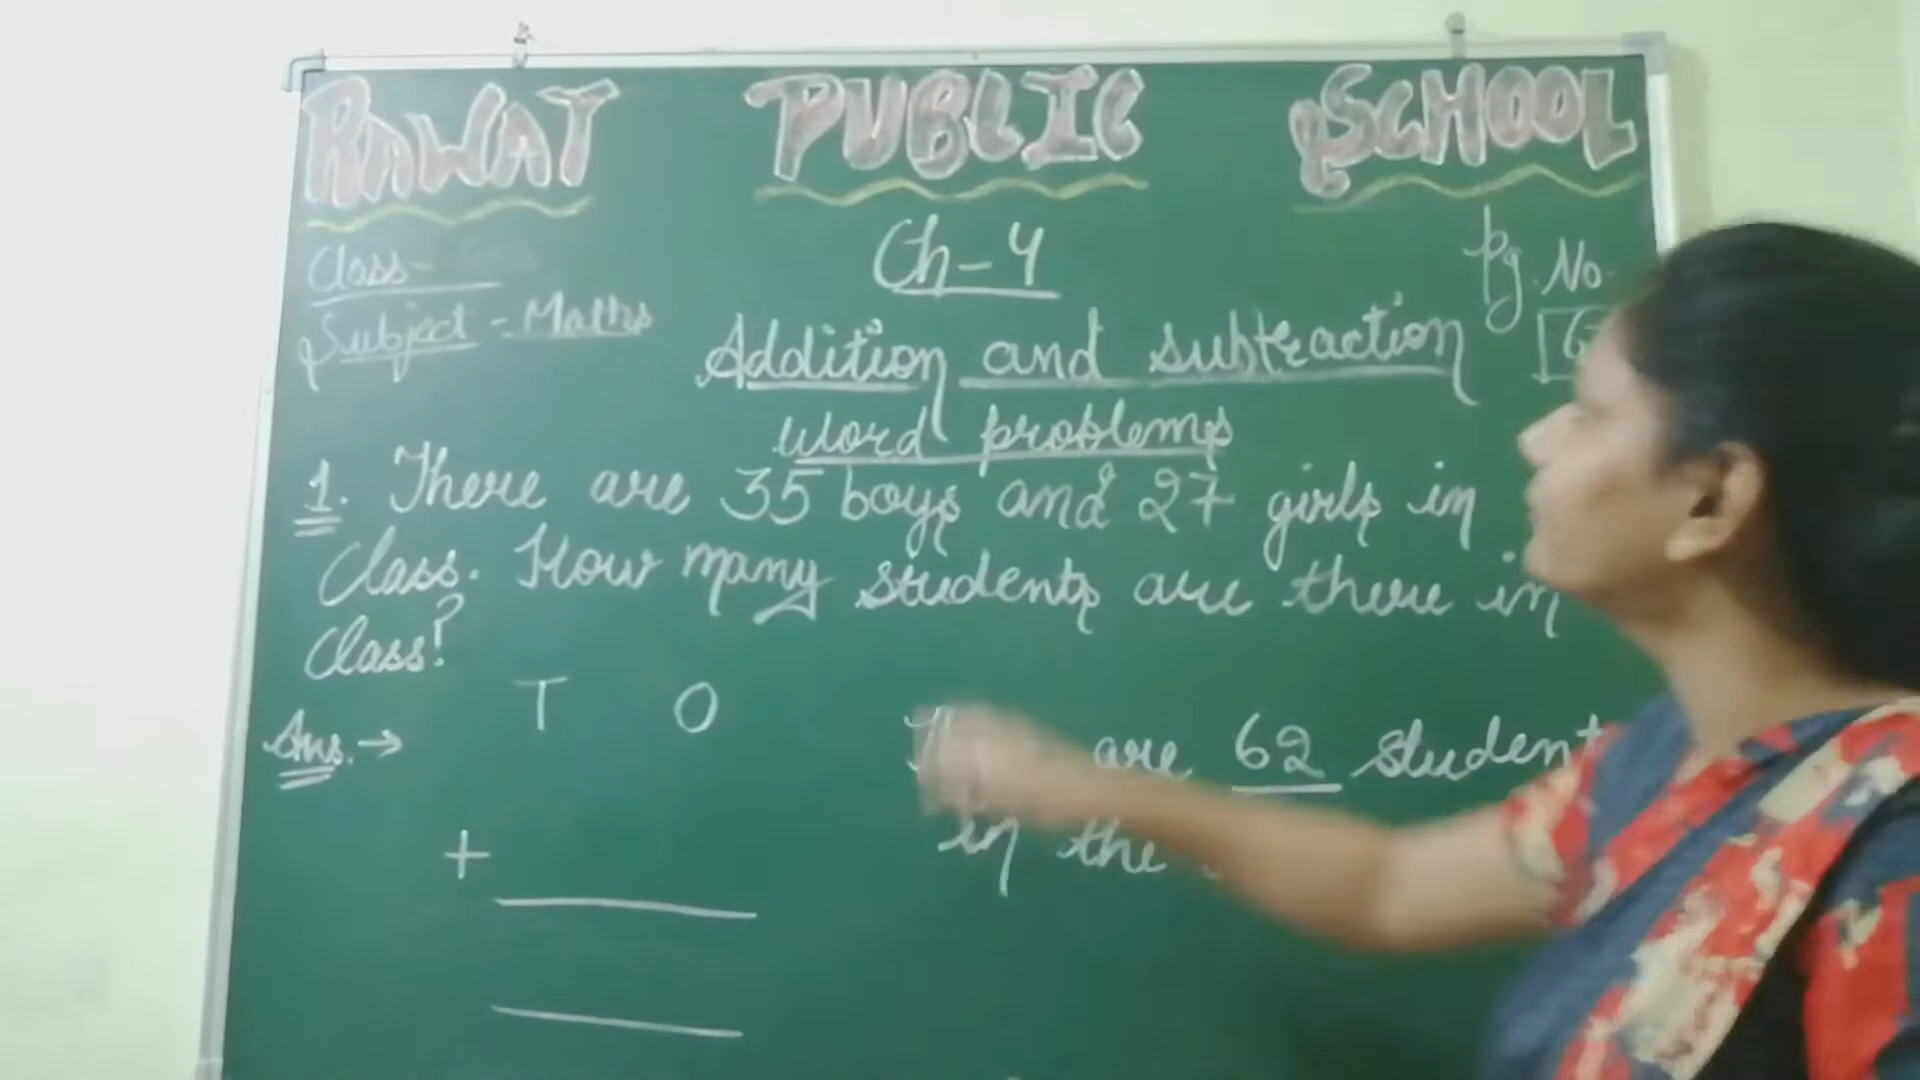 RAWAT PUBLIC SCHOOL
Class-
Subject - Maths
Ch-4
Pg. No.
Addition and subtraction
word problems
1. There are 35 boys and 27 girls in
Class. How many students are there in
Class?
Ans. →
T O
+
are 62 student
in the